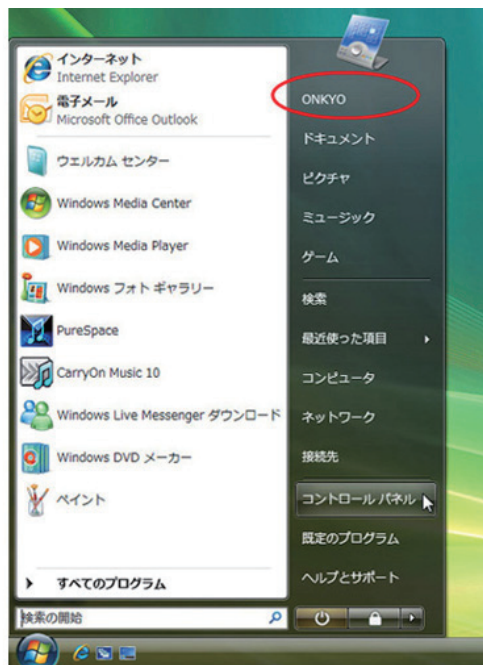 インターネット
Internet Explorer
電子メール
Microsoft Office Outlook
ウェルカム センター
Windows Media Center
Windows Media Player
Windows フォト ギャラリー
PureSpace
CarryOn Music 10
Windows Live Messenger ダウンロード
Windows DVD メーカー
ペイント
すべてのプログラム
検索の開始
ONKYO
ドキュメント
ピクチャ
ミュージック
ゲーム
検索
最近使った項目
コンピュータ
ネットワーク
接続先
コントロール パネル
既定のプログラム
ヘルプとサポート